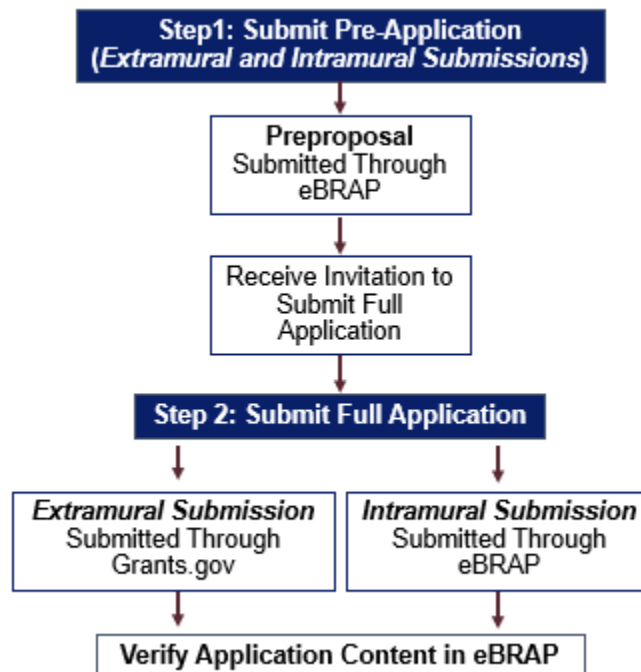 Step1: Submit Pre-Application
(Extramural and Intramural Submissions)
Preproposal
Submitted Through
eBRAP
Receive Invitation to
Submit Full
Application
Step 2: Submit Full Application
Extramural Submission
Submitted Through
Grants.gov
Intramural Submission
Submitted Through
eBRAP
Verify Application Content in eBRAP